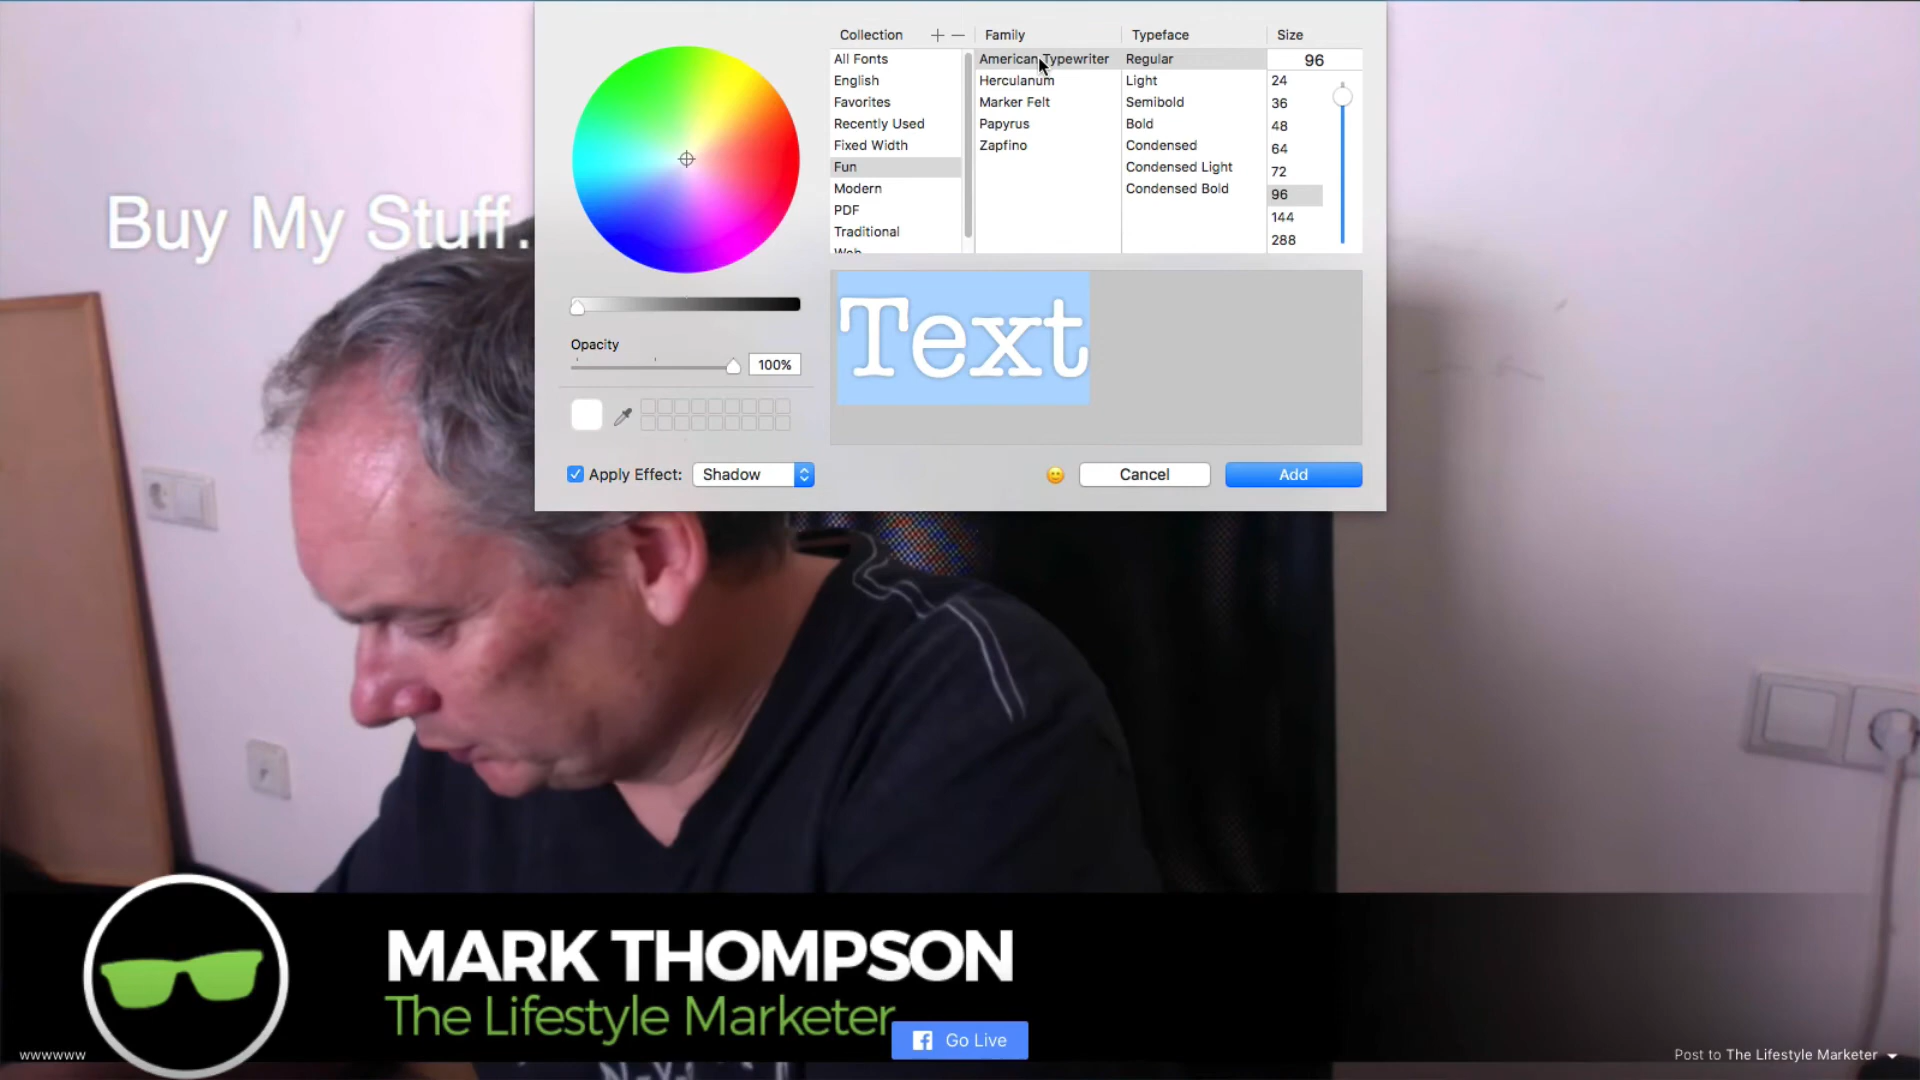 Collection
Family
Typeface
Size
All Fonts
English
Favorites
Recently Used
Fixed Width
Fun
Modern
PDF
Traditional
Web
American Typewriter
Herculanum
Marker Felt
Papyrus
Zapfino
Regular
Light
Semibold
Bold
Condensed
Condensed Light
Condensed Bold
96
24
36
48
64
72
96
144
288
Buy My Stuff.
Text
Opacity
100%
Apply Effect:
Shadow
Cancel
Add
MARK THOMPSON
The Lifestyle Marketer
Go Live
wwwwww
Post to The Lifestyle Marketer